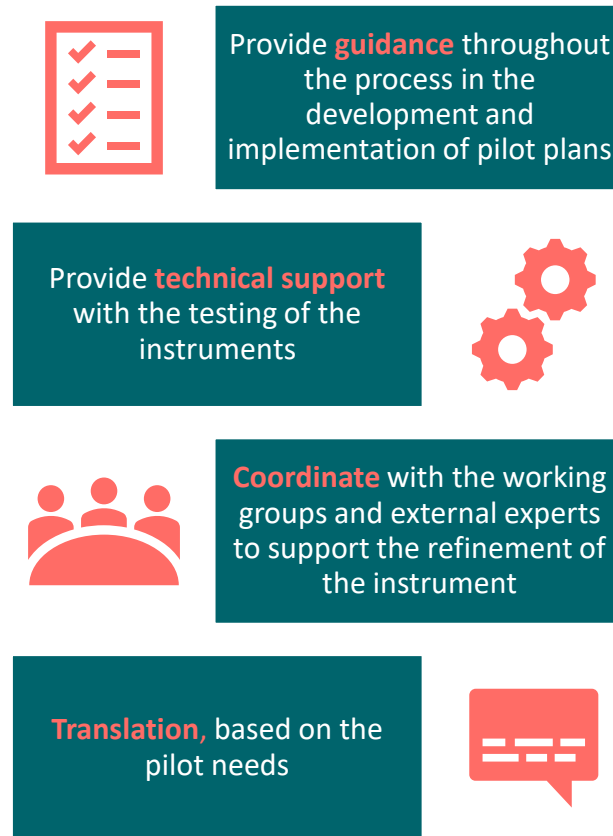 Provide guidance throughout
the process in the
development and
implementation of pilot plans
Provide technical support
with the testing of the
instruments
Coordinate with the working
groups and external experts
to support the refinement of
the instrument
Translation, based on the
pilot needs